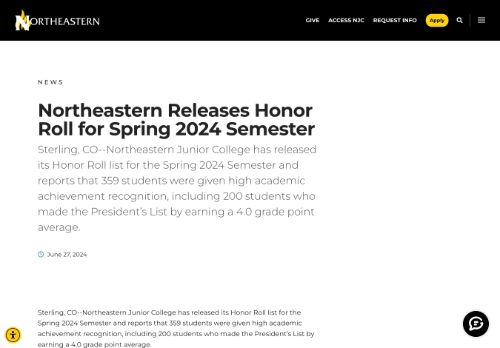 NORTHEASTERN
GIVE ACCESS NJC REQUEST INFO Apply
NEWS
Northeastern Releases Honor
Roll for Spring 2024 Semester
Sterling, CO--Northeastern Junior College has released
its Honor Roll list for the Spring 2024 Semester and
reports that 359 students were given high academic
achievement recognition, including 200 students who
made the President’s List by earning a 4.0 grade point
average.
June 27, 2024
Sterling, CO--Northeastern Junior College has released its Honor Roll list for the
Spring 2024 Semester and reports that 359 students were given high academic
achievement recognition, including 200 students who made the President’s List by
earning a 4.0 grade point average.